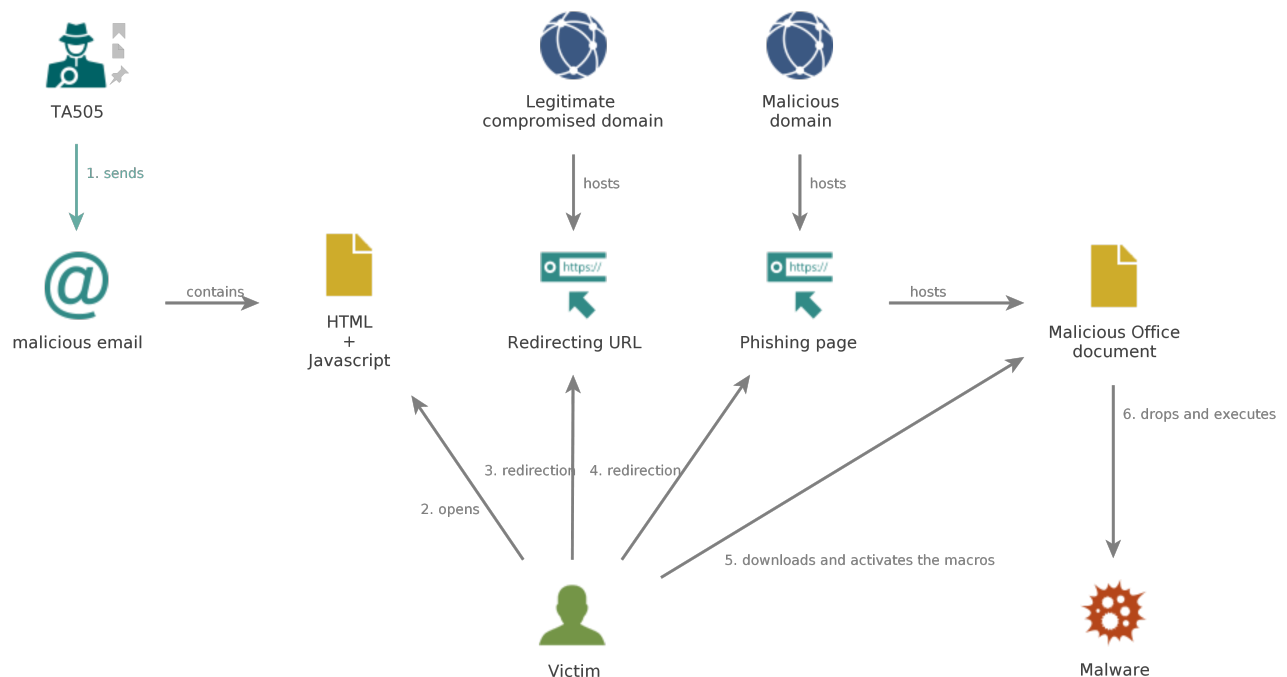 TA505
Legitimate
compromised domain
Malicious
domain
1. sends
hosts
hosts
https://
https://
contains
hosts
malicious email
HTML
+
Javascript
Redirecting URL
Phishing page
Malicious Office
document
6. drops and executes
3. redirection
4. redirection
2. opens
5. downloads and activates the macros
Victim
Malware